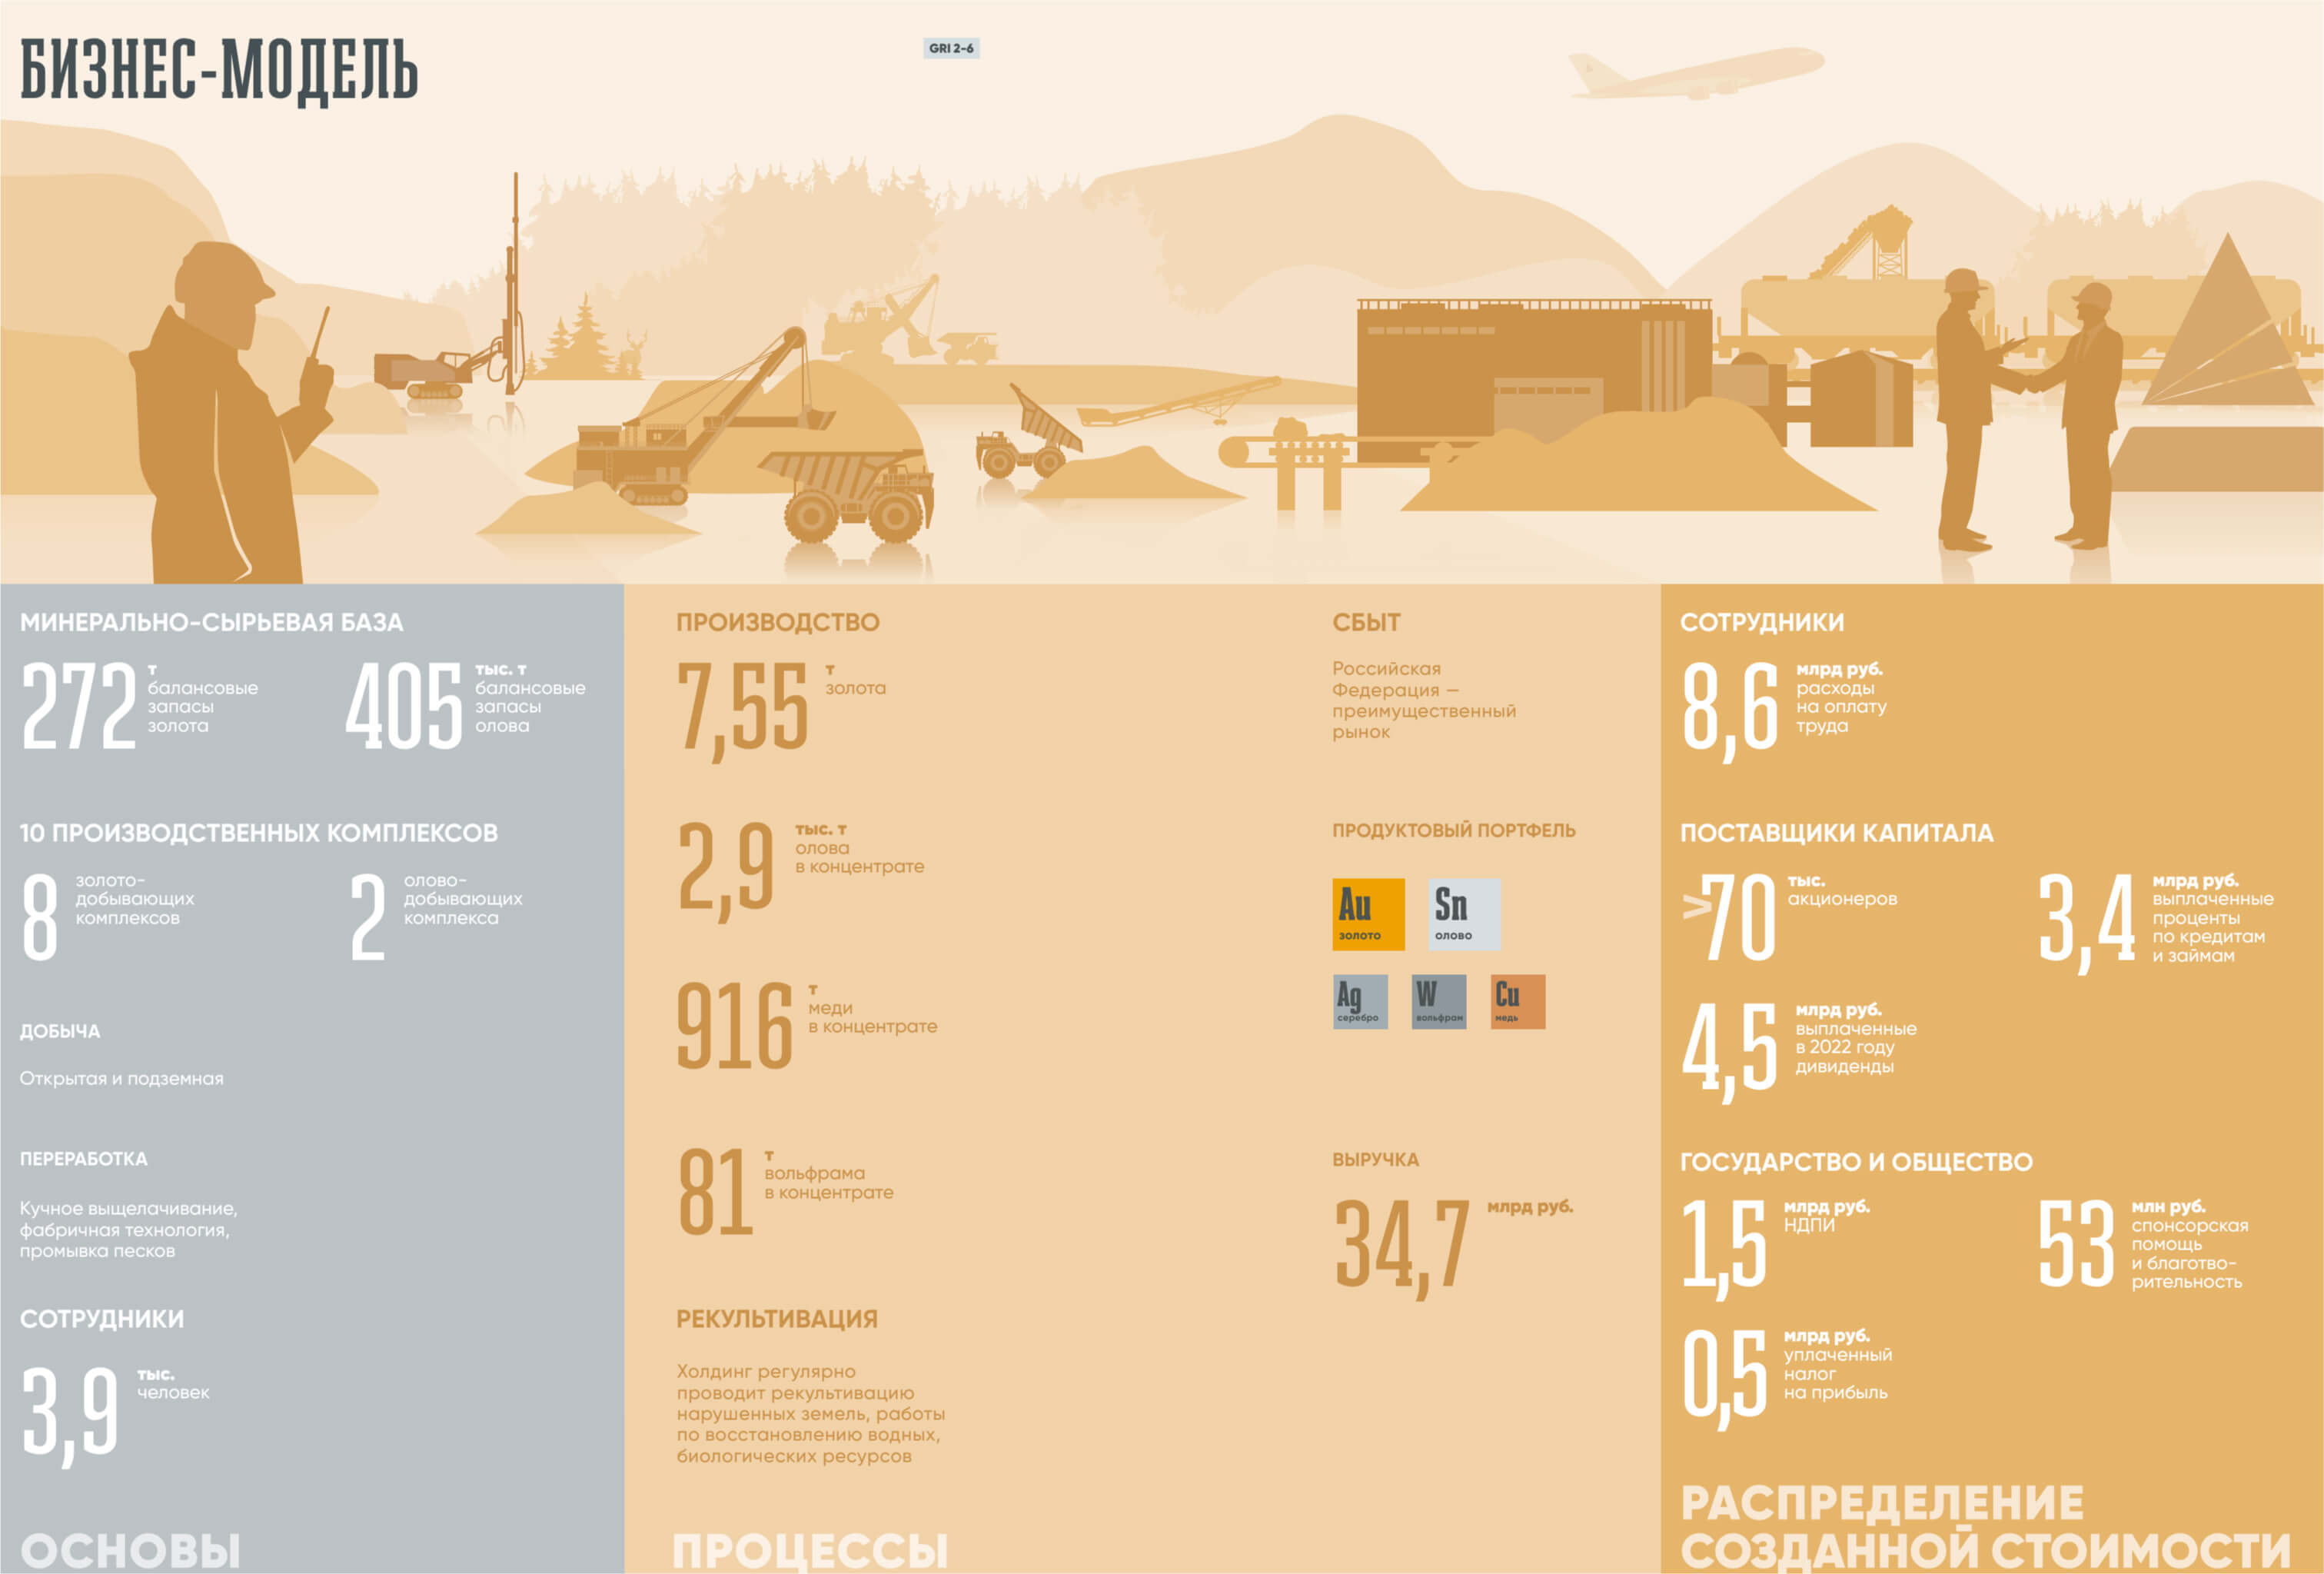 БИЗНЕС-МОДЕЛЬ
GRI 2-6
МИНЕРАЛЬНО-СЫРЬЕВАЯ БАЗА
272
т
балансовые
запасы
золота
405
тыс. т
балансовые
запасы
олова
10 ПРОИЗВОДСТВЕННЫХ КОМПЛЕКСОВ
8
золото-
добывающих
комплексов
2
олово-
добывающих
комплекса
ДОБЫЧА
Открытая и подземная
ПЕРЕРАБОТКА
Кучное выщелачивание,
фабричная технология,
промывка песков
СОТРУДНИКИ
3,9
тыс.
человек
ОСНОВЫ
ПРОИЗВОДСТВО
7,55
т
золота
2,9
тыс. т
олова
в концентрате
916
т
меди
в концентрате
81
т
вольфрама
в концентрате
РЕКУЛЬТИВАЦИЯ
Холдинг регулярно
проводит рекультивацию
нарушенных земель, работы
по восстановлению водных,
биологических ресурсов
ПРОЦЕССЫ
СБЫТ
Российская
Федерация —
преимущественный
рынок
ПРОДУКТОВЫЙ ПОРТФЕЛЬ
Au
золото
Sn
олово
Ag
серебро
W
вольфрам
Cu
медь
ВЫРУЧКА
34,7
млрд руб.
СОТРУДНИКИ
8,6
млрд руб.
расходы
на оплату
труда
ПОСТАВЩИКИ КАПИТАЛА
>70
тыс.
акционеров
3,4
млрд руб.
выплаченные
проценты
по кредитам
и займам
4,5
млрд руб.
выплаченные
в 2022 году
дивиденды
ГОСУДАРСТВО И ОБЩЕСТВО
1,5
млрд руб.
НДПИ
53
млн руб.
спонсорская
помощь
и благотво-
рительность
0,5
млрд руб.
уплаченный
налог
на прибыль
РАСПРЕДЕЛЕНИЕ
СОЗДАННОЙ СТОИМОСТИ